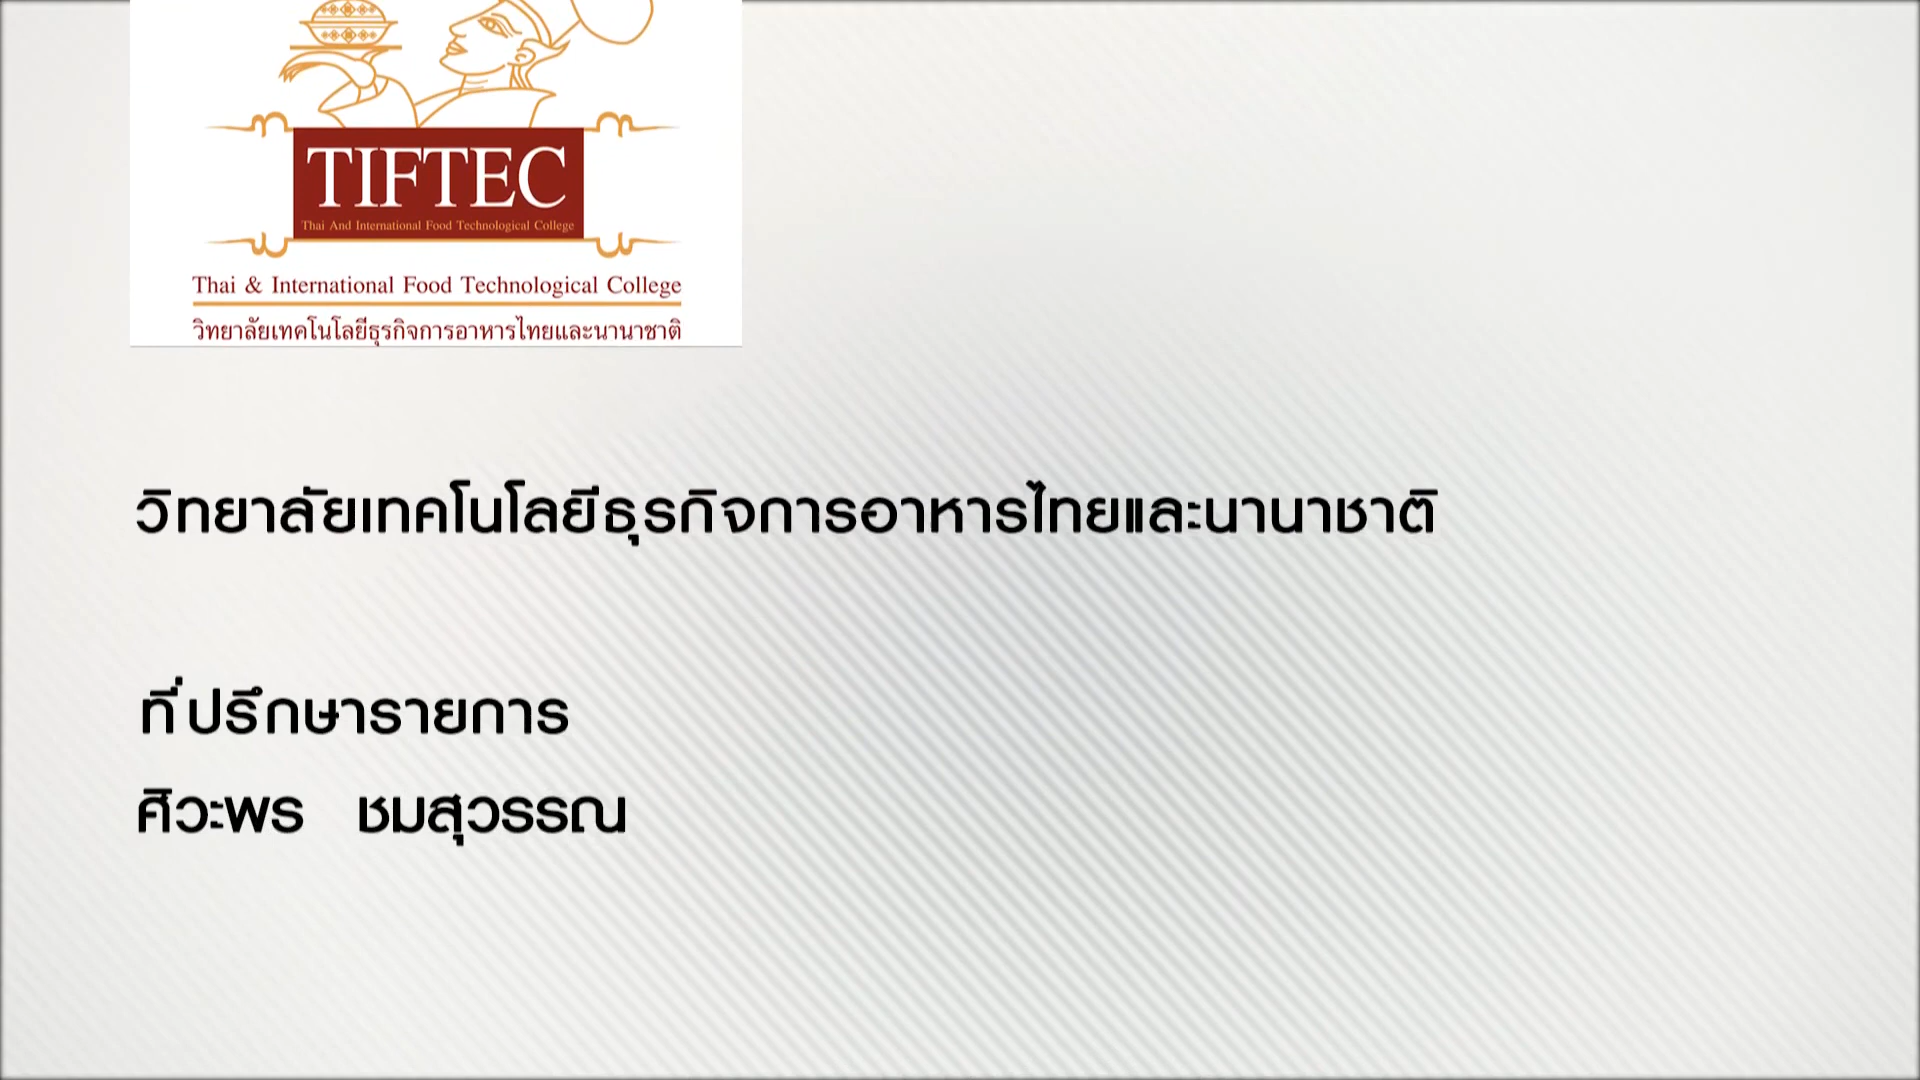 TIFTEC
Thai And International Food Technological College
Thai & International Food Technological College
วิทยาลัยเทคโนโลยีธุรกิจการอาหารไทยและนานาชาติ
วิทยาลัยเทคโนโลยีธุรกิจการอาหารไทยและนานาชาติ
ที่ปรึกษารายการ
ศิวะพร ชมสุวรรณ